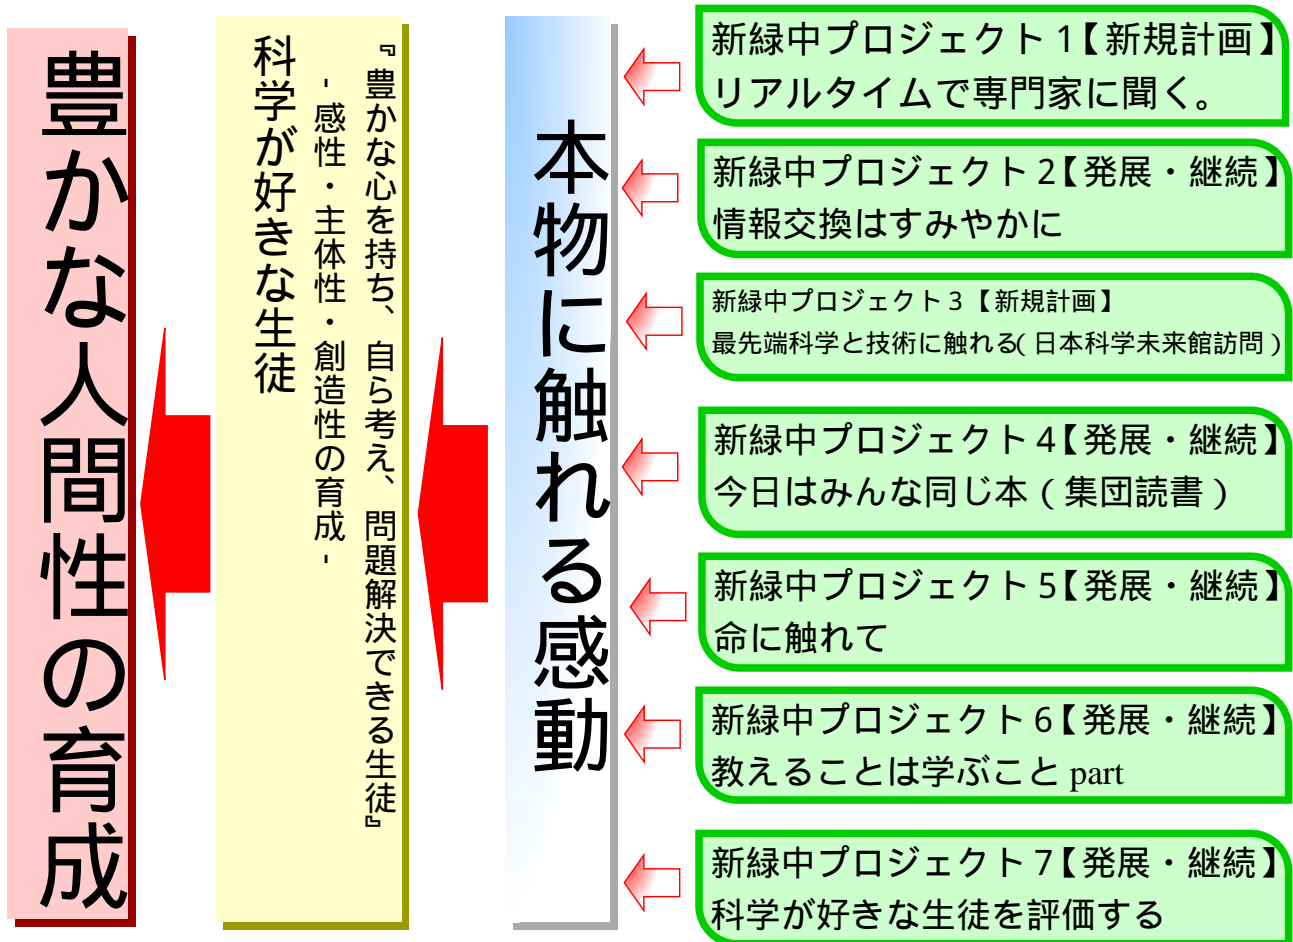 豊かな人間性の育成
『豊かな心を持ち、自ら考え、問題解決できる生徒』
-感性・主体性・創造性の育成-
科学が好きな生徒
本物に触れる感動
新緑中プロジェクト1【新規計画】
リアルタイムで専門家に聞く。
新緑中プロジェクト2【発展・継続】
情報交換はすみやかに
新緑中プロジェクト3【新規計画】
最先端科学と技術に触れる(日本科学未来館訪問)
新緑中プロジェクト4【発展・継続】
今日はみんな同じ本(集団読書)
新緑中プロジェクト5【発展・継続】
命に触れて
新緑中プロジェクト6【発展・継続】
教えることは学ぶこと part
新緑中プロジェクト7【発展・継続】
科学が好きな生徒を評価する